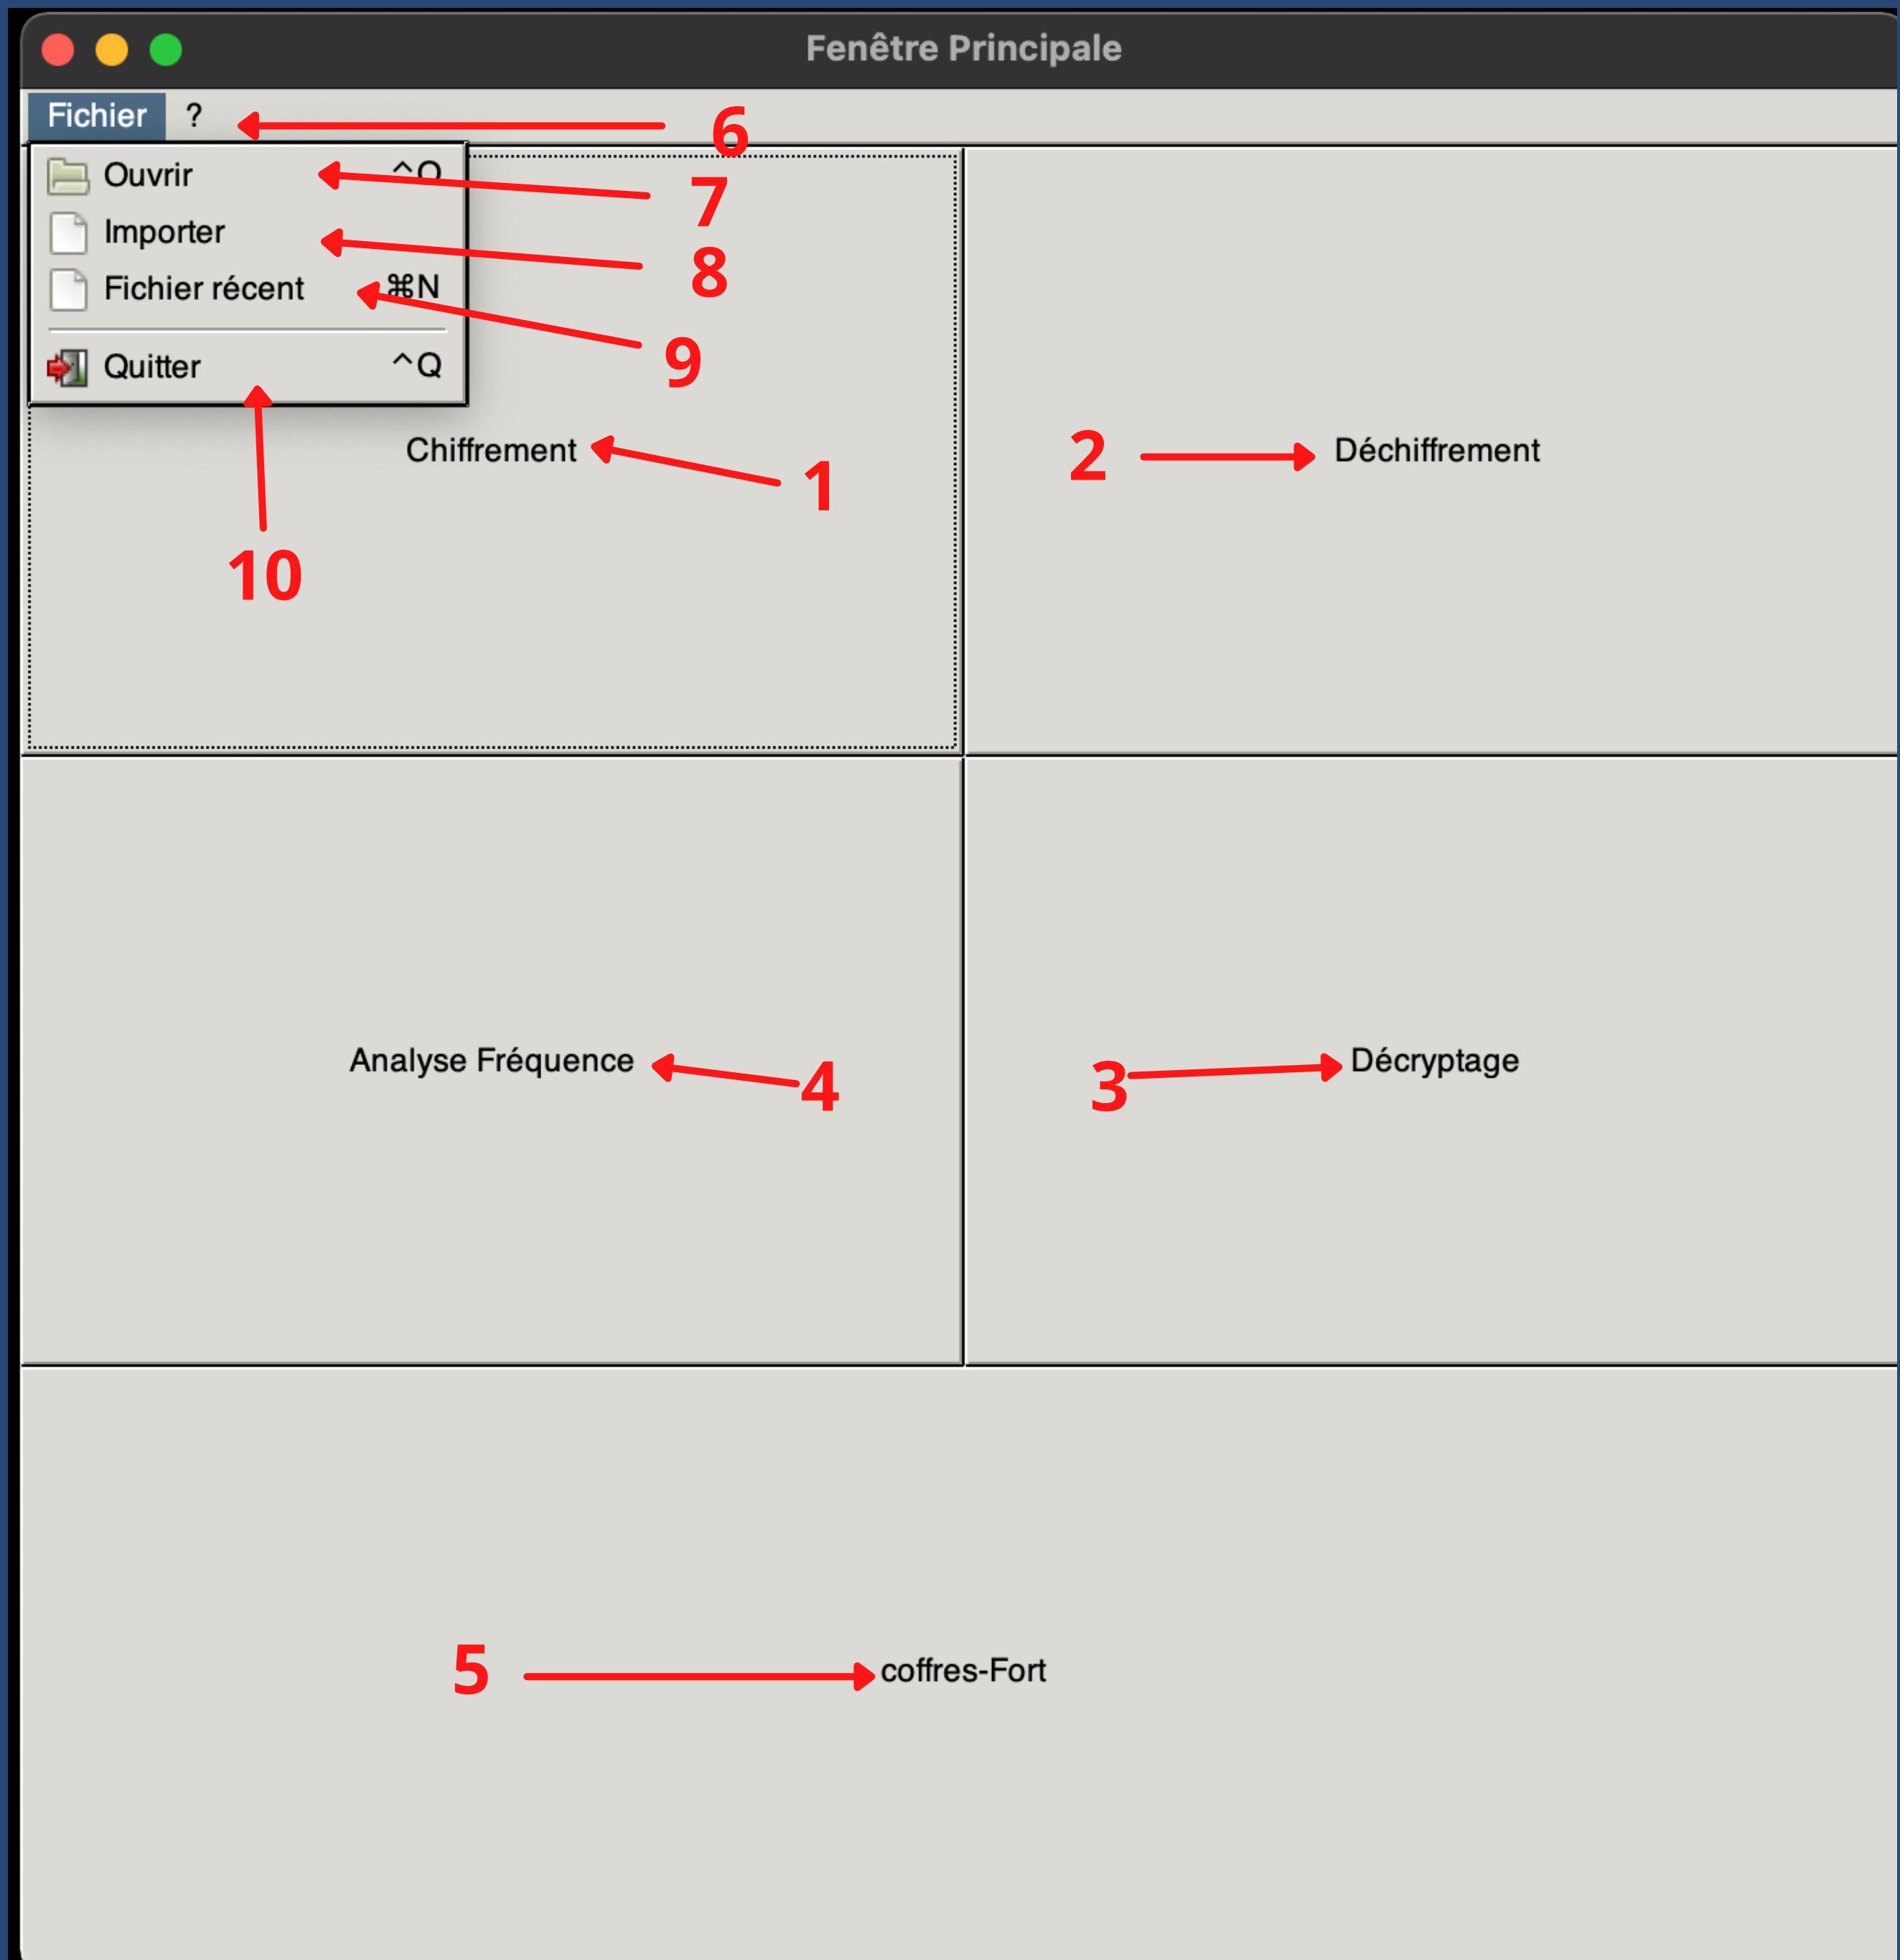 Fenêtre Principale
Fichier ?
6
Ouvrir ^O
7
Importer
8
Fichier récent ⌘N
9
Quitter ^Q
Chiffrement
1
2
Déchiffrement
10
Analyse Fréquence
4
3
Décryptage
5
coffres-Fort